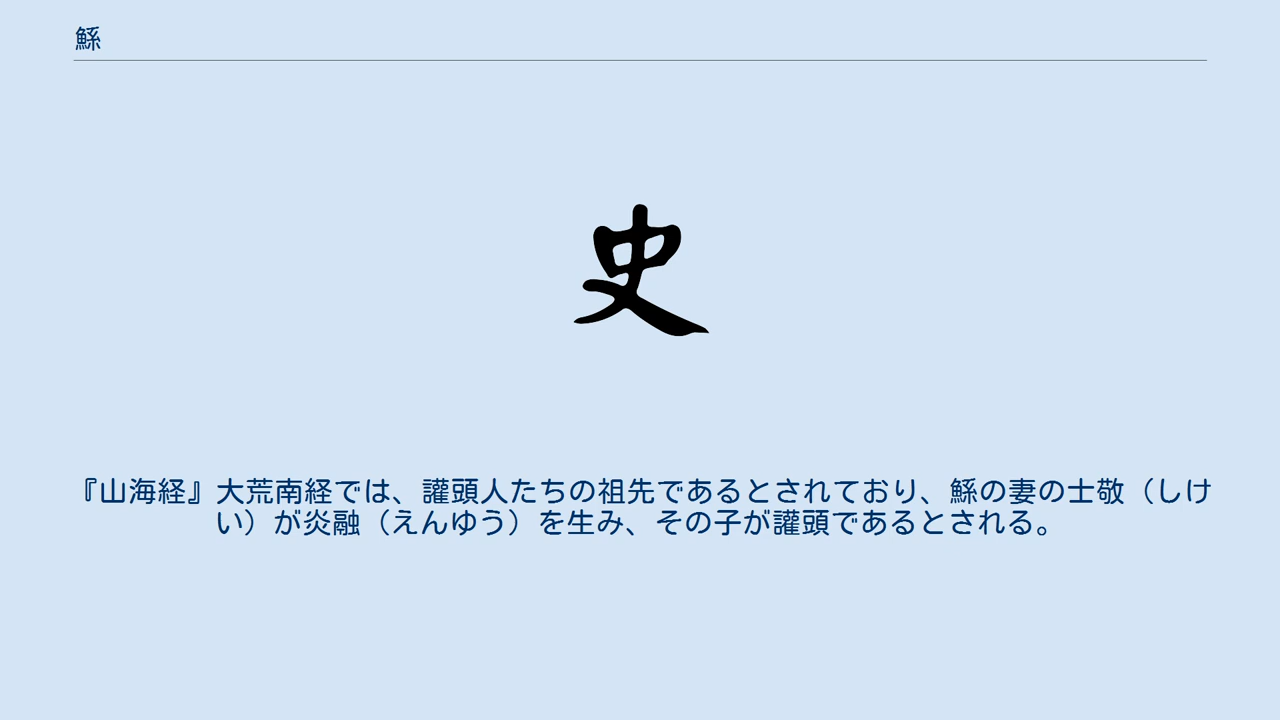 鯀
史
『山海経』大荒南経では、讙頭人たちの祖先であるとされており、鯀の妻の士敬（しけ
い）が炎融（えんゆう）を生み、その子が讙頭であるとされる。